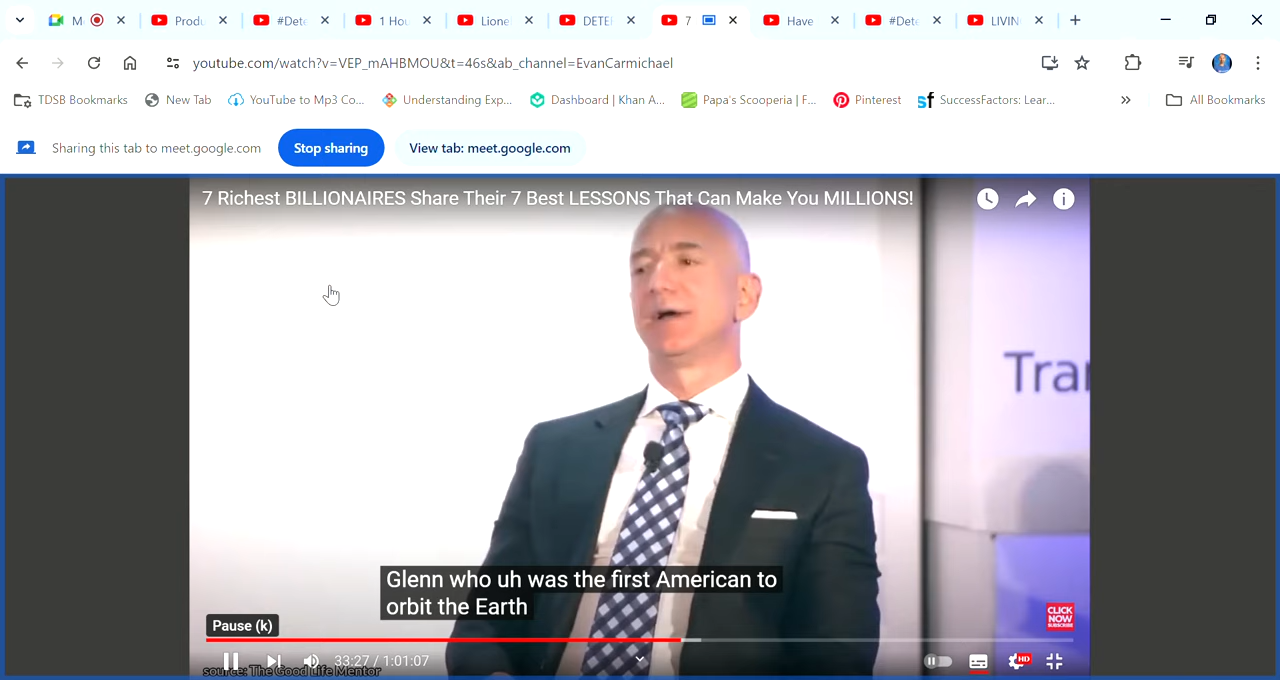 M
Produ
#Dete
1 Hou
Lione
DETE
7
Have
#Dete
LIVIN
youtube.com/watch?v=VEP_mAHBMOU&t=46s&ab_channel=EvanCarmichael
TDSB Bookmarks
New Tab
YouTube to Mp3 Co...
Understanding Exp...
Dashboard | Khan A...
Papa's Scooperia | F...
Pinterest
sf SuccessFactors: Lear...
All Bookmarks
Sharing this tab to meet.google.com
Stop sharing
View tab: meet.google.com
7 Richest BILLIONAIRES Share Their 7 Best LESSONS That Can Make You MILLIONS!
Tra
Glenn who uh was the first American to
orbit the Earth
CLICK
NOW
SUBSCRIBE
Pause (k)
33:27 / 1:01:07
HD
source: The Good Life Mentor